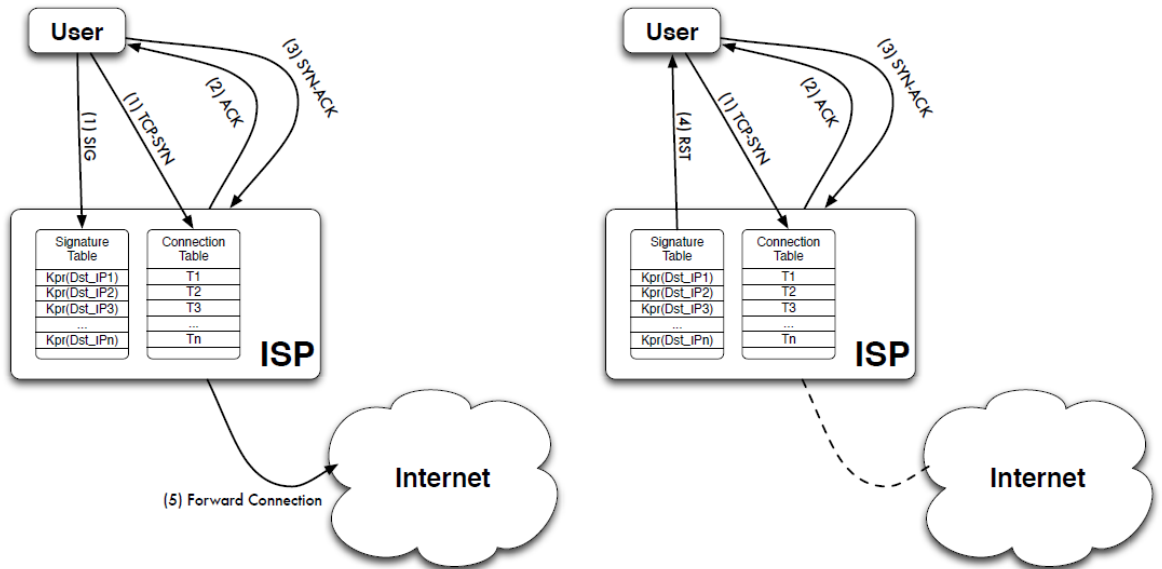 User
(1) SIG
(1) TCP-SYN
(2) ACK
(3) SYN-ACK
Signature
Table
Kpr(Dst_IP1)
Kpr(Dst_IP2)
Kpr(Dst_IP3)
...
Kpr(Dst_IPn)
Connection
Table
T1
T2
T3
...
Tn
ISP
(5) Forward Connection
Internet
User
(4) RST
(1) TCP-SYN
(2) ACK
(3) SYN-ACK
Signature
Table
Kpr(Dst_IP1)
Kpr(Dst_IP2)
Kpr(Dst_IP3)
...
Kpr(Dst_IPn)
Connection
Table
T1
T2
T3
...
Tn
ISP
Internet